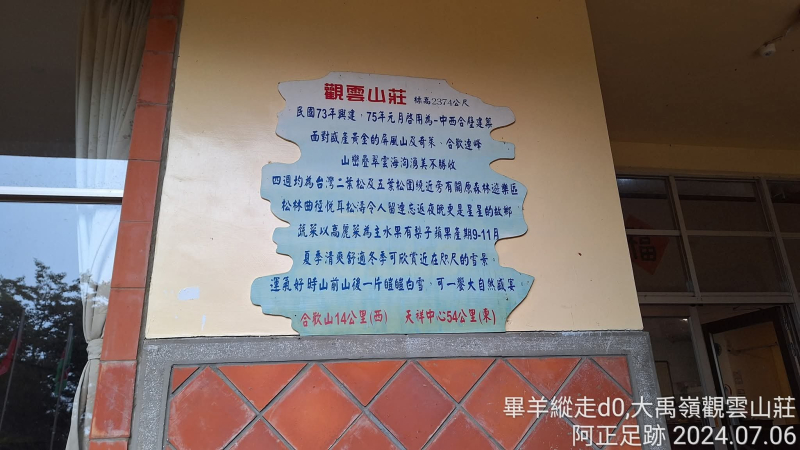 觀雲山莊 標高2374公尺
民國73年興建,75年元月啓用為-中西合壁建築
面對盛產黃金的屏風山及奇萊、合歡連峰
山巒疊翠雲海洶湧美不勝收
四週均為台灣二葉松及五葉松圍繞近旁有關原森林遊樂區
松林曲徑悅耳松濤令人留連忘返夜晚更是星星的故鄉
蔬菜以高麗菜為主水果有梨子蘋果產期9-11月
夏季清爽舒適冬季可欣賞近在咫尺的雪景。
運氣好時山前山後一片皚皚白雪,可一饗大自然盛宴
合歡山14公里(西) 天祥中心54公里(東)
福
畢羊縱走d0,大禹嶺觀雲山莊
阿正足跡 2024.07.06